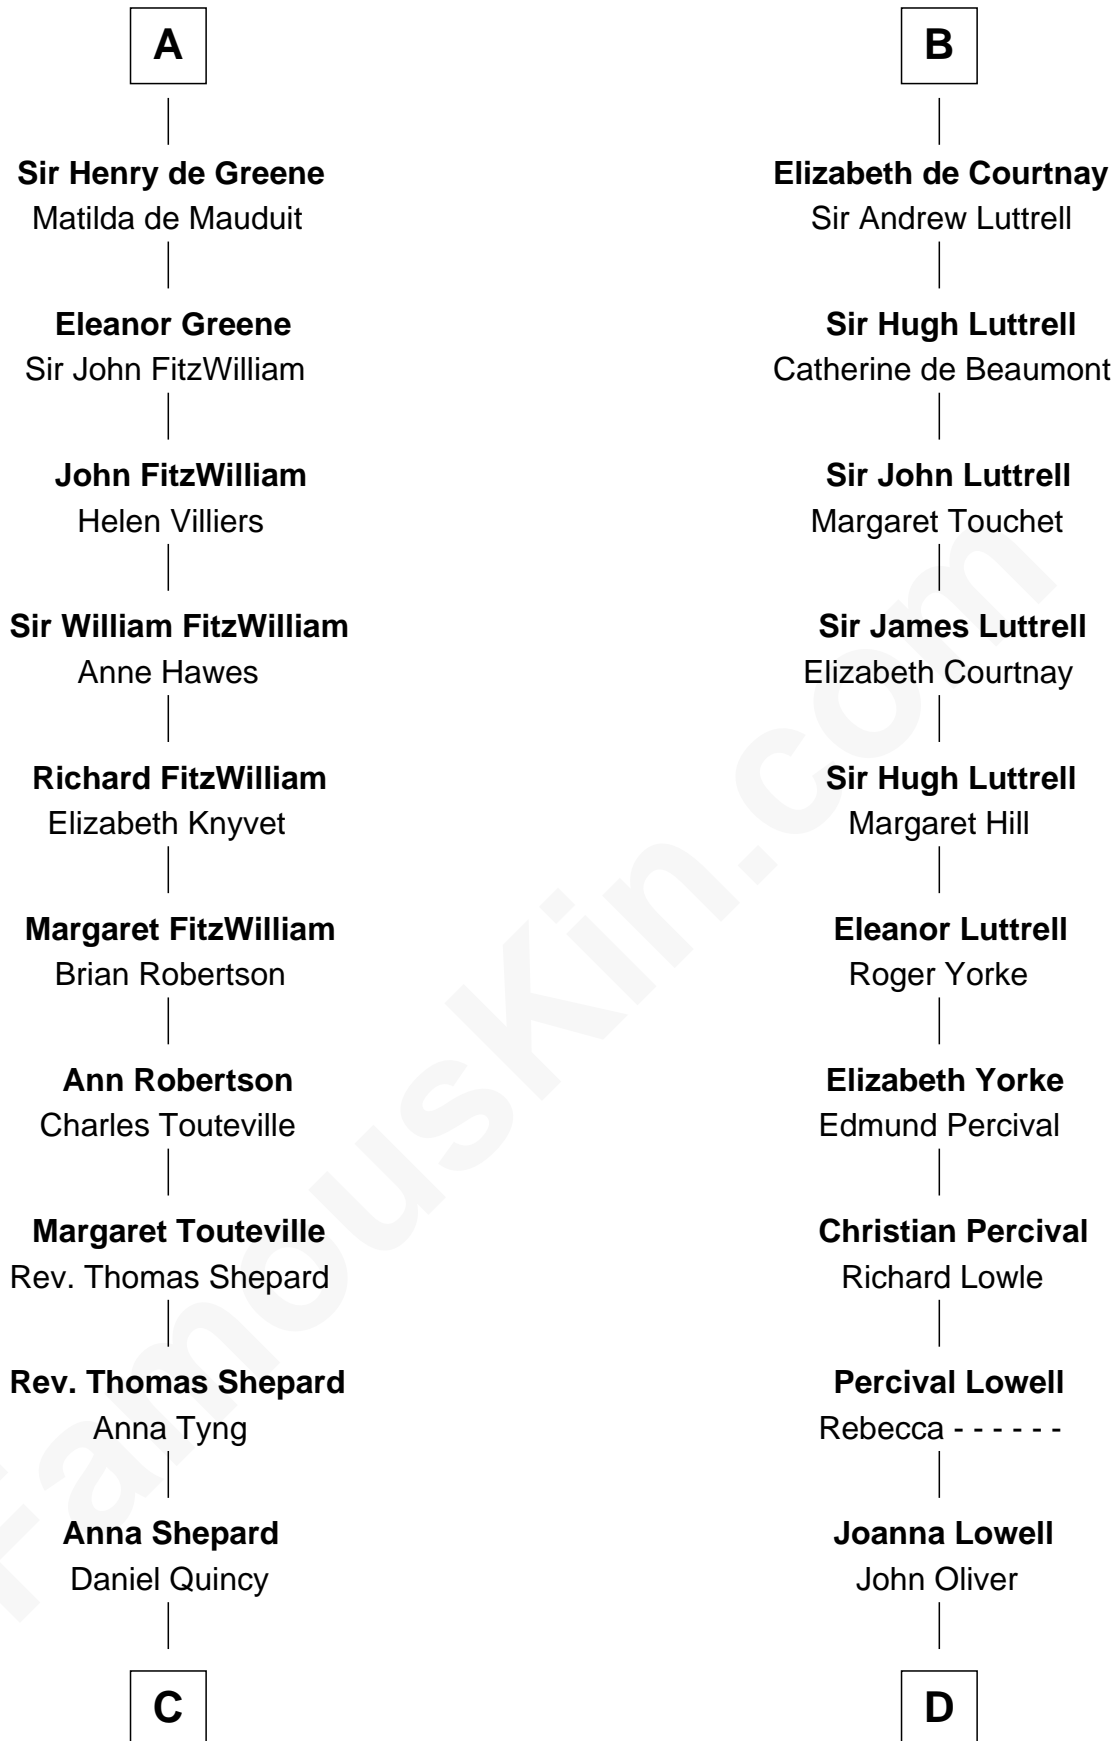 A
Sir Henry de Greene
Matilda de Mauduit
Eleanor Greene
Sir John FitzWilliam
John FitzWilliam
Helen Villiers
Sir William FitzWilliam
Anne Hawes
Richard FitzWilliam
Elizabeth Knyvet
Margaret FitzWilliam
Brian Robertson
Ann Robertson
Charles Touteville
Margaret Touteville
Rev. Thomas Shepard
Rev. Thomas Shepard
Anna Tyng
Anna Shepard
Daniel Quincy
C
B
Elizabeth de Courtnay
Sir Andrew Luttrell
Sir Hugh Luttrell
Catherine de Beaumont
Sir John Luttrell
Margaret Touchet
Sir James Luttrell
Elizabeth Courtnay
Sir Hugh Luttrell
Margaret Hill
Eleanor Luttrell
Roger Yorke
Elizabeth Yorke
Edmund Percival
Christian Percival
Richard Lowle
Percival Lowell
Rebecca - - - - - -
Joanna Lowell
John Oliver
D
FamousKin.com